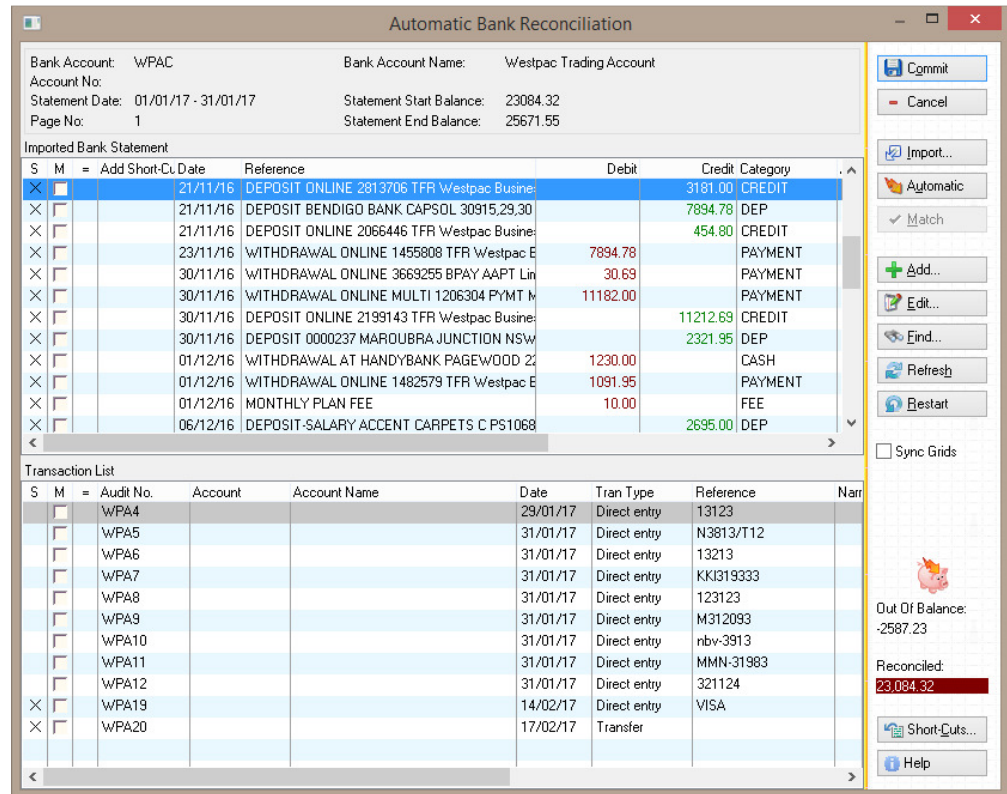 Automatic Bank Reconciliation
Bank Account: WPAC Bank Account Name: Westpac Trading Account
Account No:
Statement Date: 01/01/17 - 31/01/17 Statement Start Balance: 23084.32
Page No: 1 Statement End Balance: 25671.55
Imported Bank Statement
S M = Add Short-Cu Date Reference Debit Credit Category
21/11/16 DEPOSIT ONLINE 2813706 TFR Westpac Busine 3181.00 CREDIT
21/11/16 DEPOSIT BENDIGO BANK CAPSOL 30915,29,30 7894.78 DEP
21/11/16 DEPOSIT ONLINE 2066446 TFR Westpac Busine 454.80 CREDIT
23/11/16 WITHDRAWAL ONLINE 1455808 TFR Westpac 7894.78 PAYMENT
30/11/16 WITHDRAWAL ONLINE 3669255 BPAY AAPT Lin 30.69 PAYMENT
30/11/16 WITHDRAWAL ONLINE MULTI 1206304 PYMT 11182.00 PAYMENT
30/11/16 DEPOSIT ONLINE 2199143 TFR Westpac Busine 11212.69 CREDIT
30/11/16 DEPOSIT 0000237 MAROUBRA JUNCTION NSW 2321.95 DEP
01/12/16 WITHDRAWAL AT HANDYBANK PAGEWOOD 22 1230.00 CASH
01/12/16 WITHDRAWAL ONLINE 1482579 TFR Westpac 1091.95 PAYMENT
01/12/16 MONTHLY PLAN FEE 10.00 FEE
06/12/16 DEPOSIT-SALARY ACCENT CARPETS C PS1068 2695.00 DEP
Transaction List
S M = Audit No. Account Account Name Date Tran Type Reference Narr
WPA4 29/01/17 Direct entry 13123
WPA5 31/01/17 Direct entry N3813/T12
WPA6 31/01/17 Direct entry 13213
WPA7 31/01/17 Direct entry KKI319333
WPA8 31/01/17 Direct entry 123123
WPA9 31/01/17 Direct entry M312093
WPA10 31/01/17 Direct entry nbv-3913
WPA11 31/01/17 Direct entry MMN-31983
WPA12 31/01/17 Direct entry 321124
WPA19 14/02/17 Direct entry VISA
WPA20 17/02/17 Transfer
Commit
Cancel
Import...
Automatic
Match
Add...
Edit...
Find...
Refresh
Restart
Sync Grids
Out Of Balance:
-2587.23
Reconciled:
23,084.32
Short-Cuts...
Help